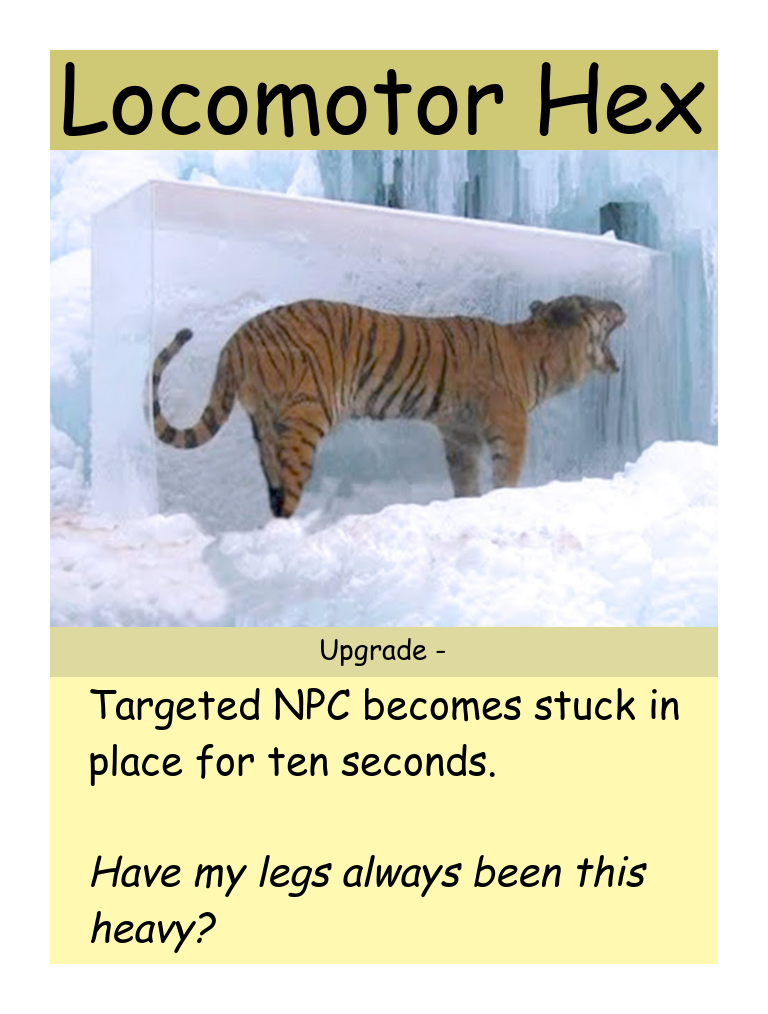 Locomotor Hex
Upgrade -
Targeted NPC becomes stuck in
place for ten seconds.
Have my legs always been this
heavy?